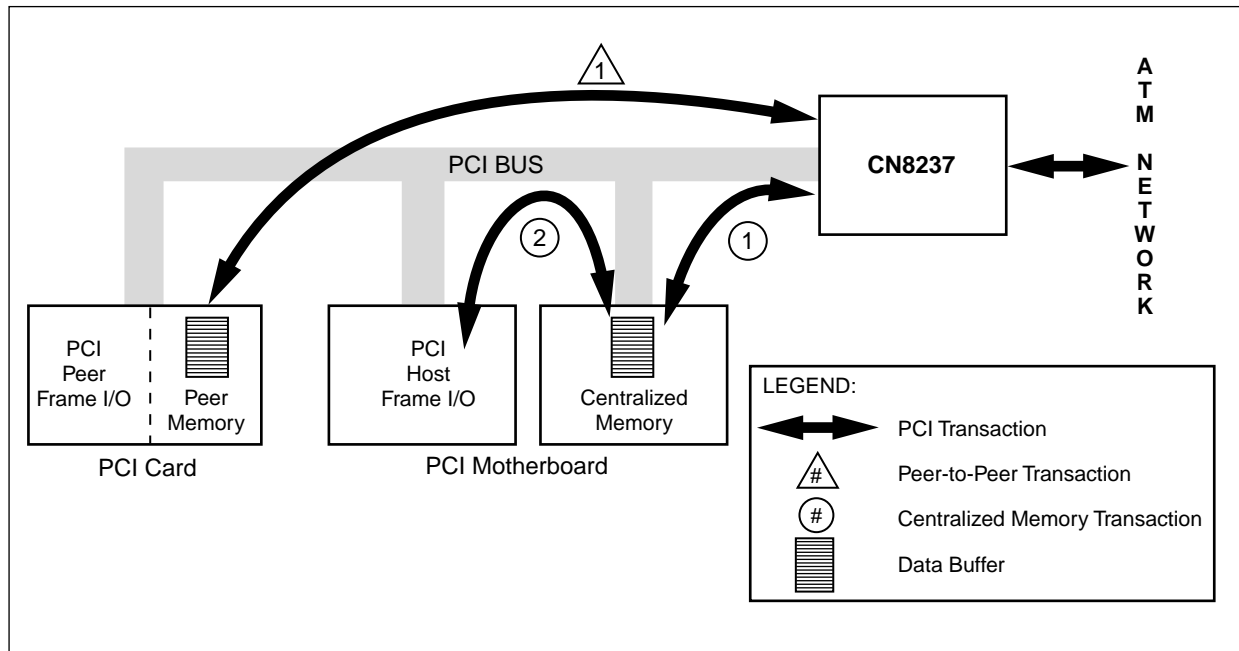 1
A
T
M
N
E
T
W
O
R
K
PCI BUS
CN8237
2
1
PCI
Peer
Frame I/O
Peer
Memory
PCI Card
PCI
Host
Frame I/O
Centralized
Memory
PCI Motherboard
LEGEND:
PCI Transaction
#
Peer-to-Peer Transaction
#
Centralized Memory Transaction
Data Buffer